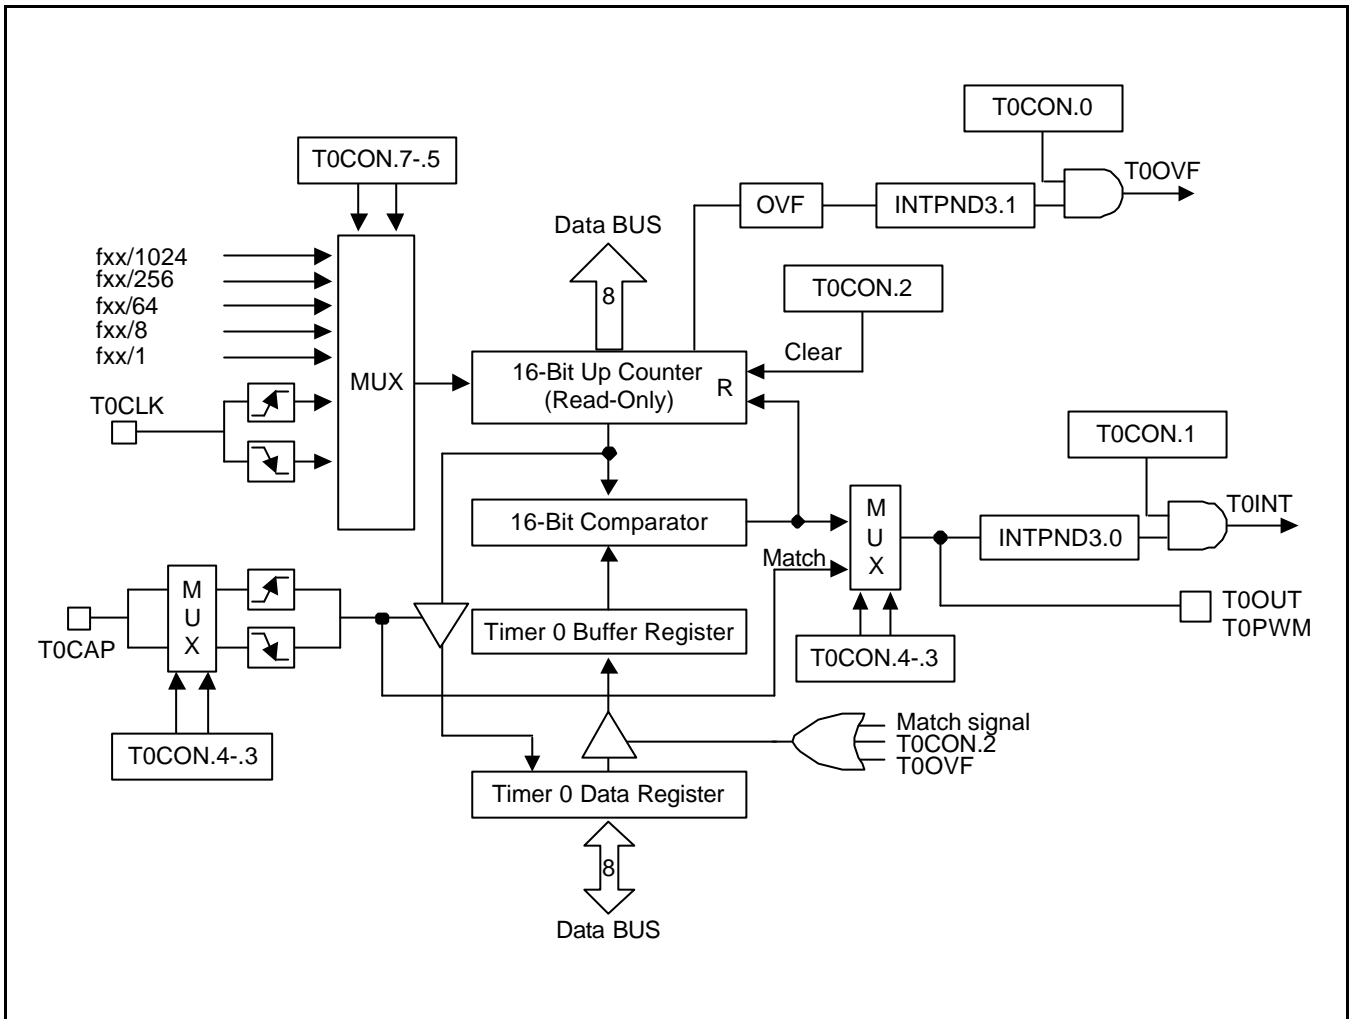 T0CON.0
T0OVF
T0CON.7-.5
OVF
INTPND3.1
Data BUS
8
T0CON.2
fxx/1024
fxx/256
fxx/64
fxx/8
fxx/1
Clear
MUX
16-Bit Up Counter
(Read-Only)
R
T0CLK
T0CON.1
16-Bit Comparator
M
U
X
T0INT
INTPND3.0
Match
M
U
X
T0CAP
Timer 0 Buffer Register
T0OUT
T0PWM
T0CON.4-.3
T0CON.4-.3
Match signal
T0CON.2
T0OVF
Timer 0 Data Register
8
Data BUS